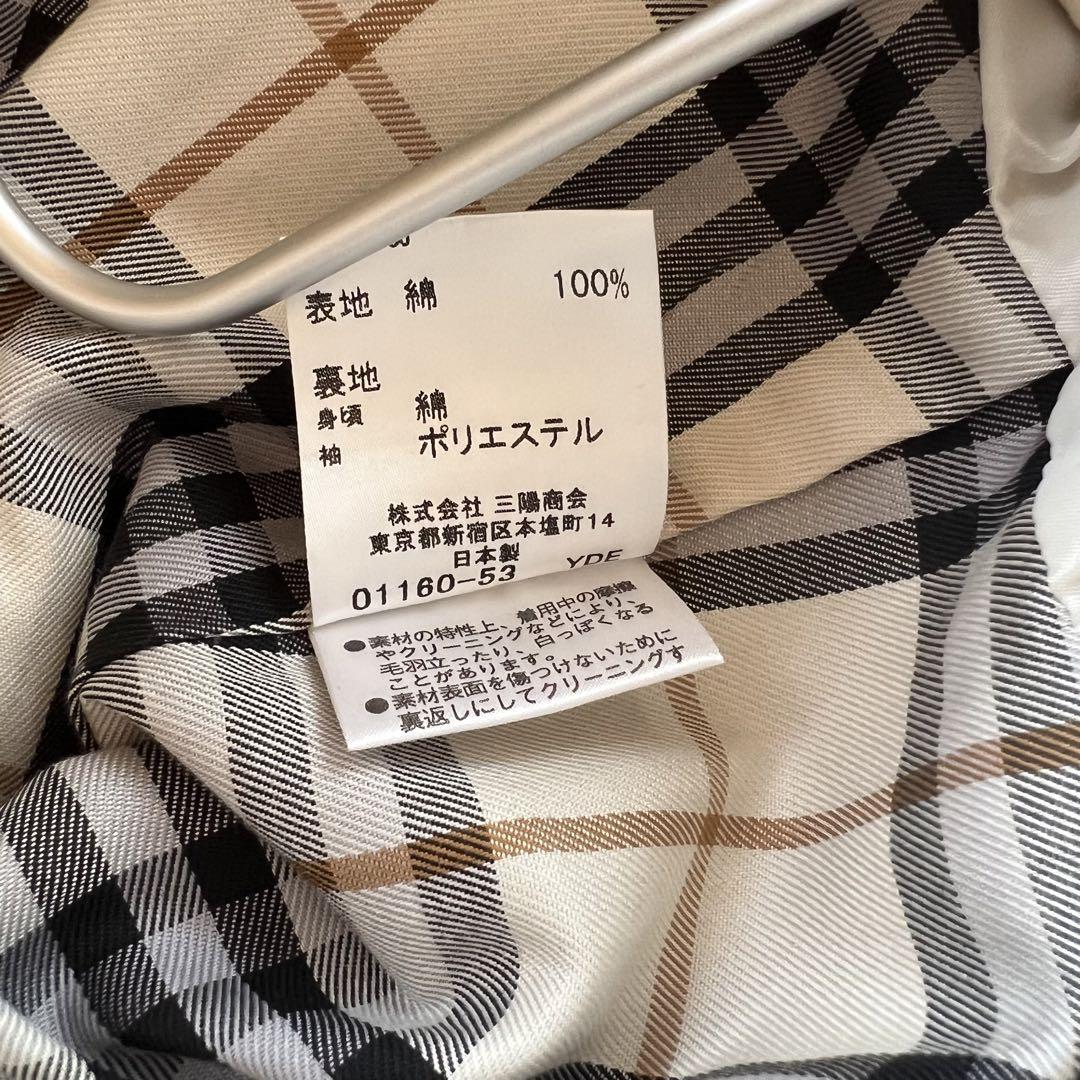 表地 綿 100%
裏地
身頃 綿
袖 ポリエステル
株式会社 三陽商会
東京都新宿区本塩町14
日本製
01160-53 YDE
●素材の特性上、着用中の摩擦
やクリーニングなどにより、
毛羽立ったり、白っぽくなる
ことがあります。
●素材表面を傷つけないために
裏返しにしてクリーニングす